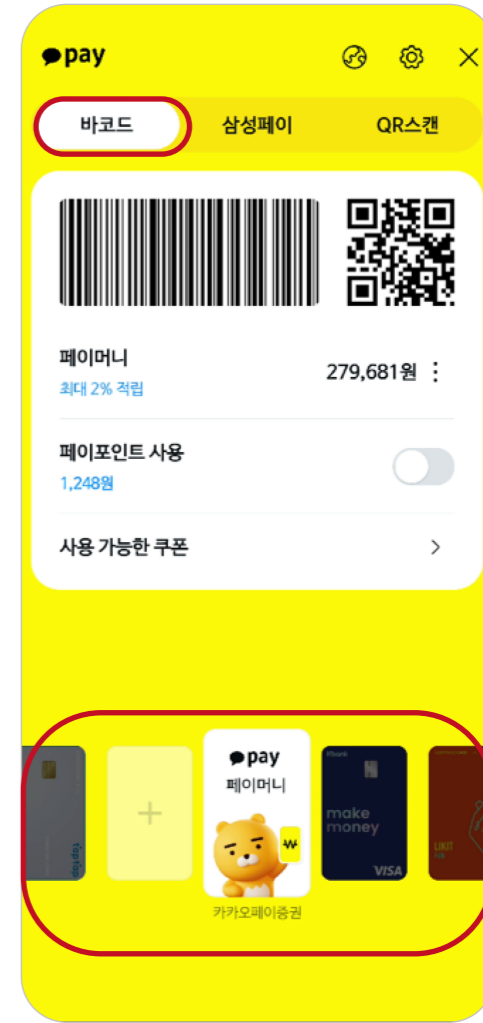 pay
바코드 삼성페이 QR스캔
페이머니 279,681원
최대 2% 적립
페이포인트 사용
1,248원
사용 가능한 쿠폰
pay
페이머니
₩
taptap
make
money
VISA
LIKIT
카카오페이증권